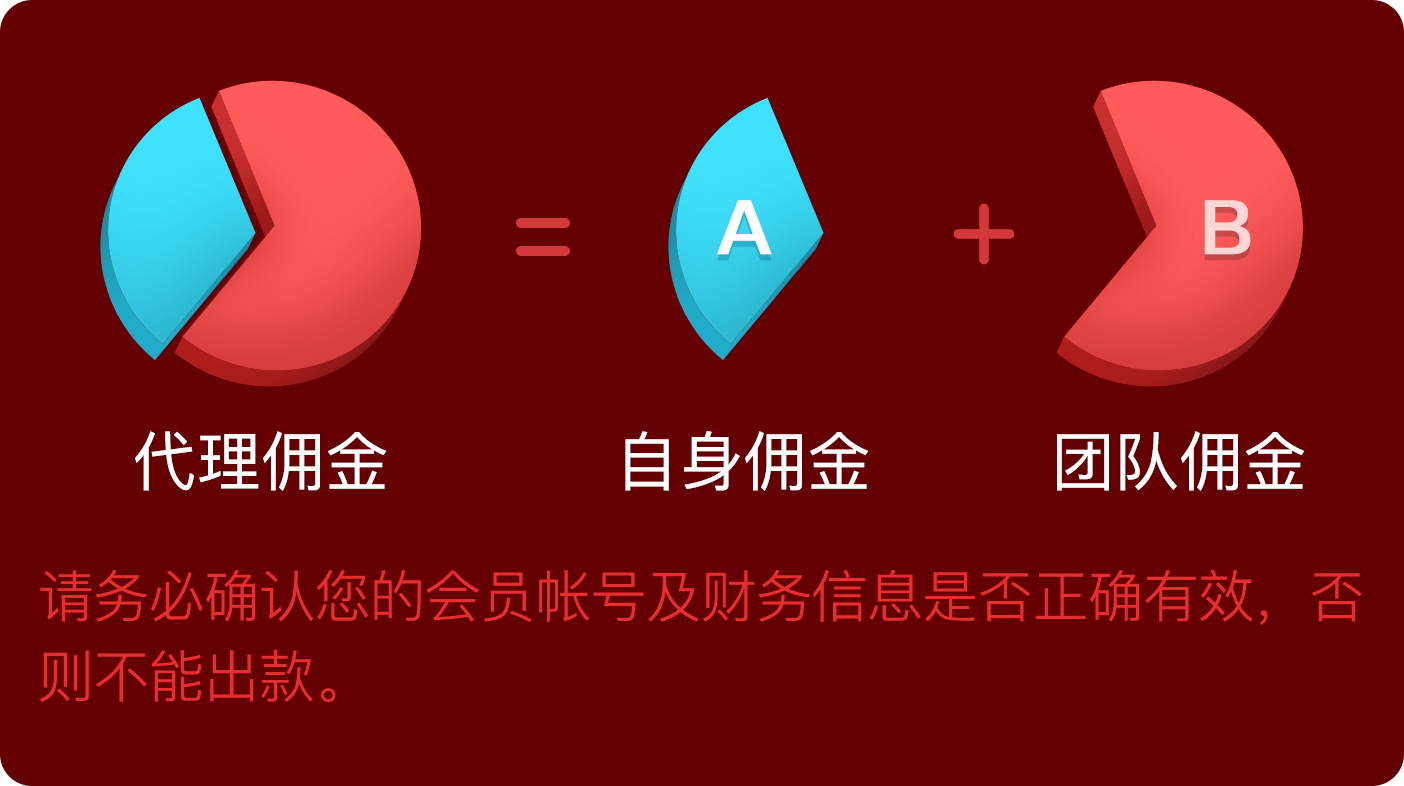 A
B
=
+
代理佣金
自身佣金
团队佣金
请务必确认您的会员帐号及财务信息是否正确有效，否
则不能出款。